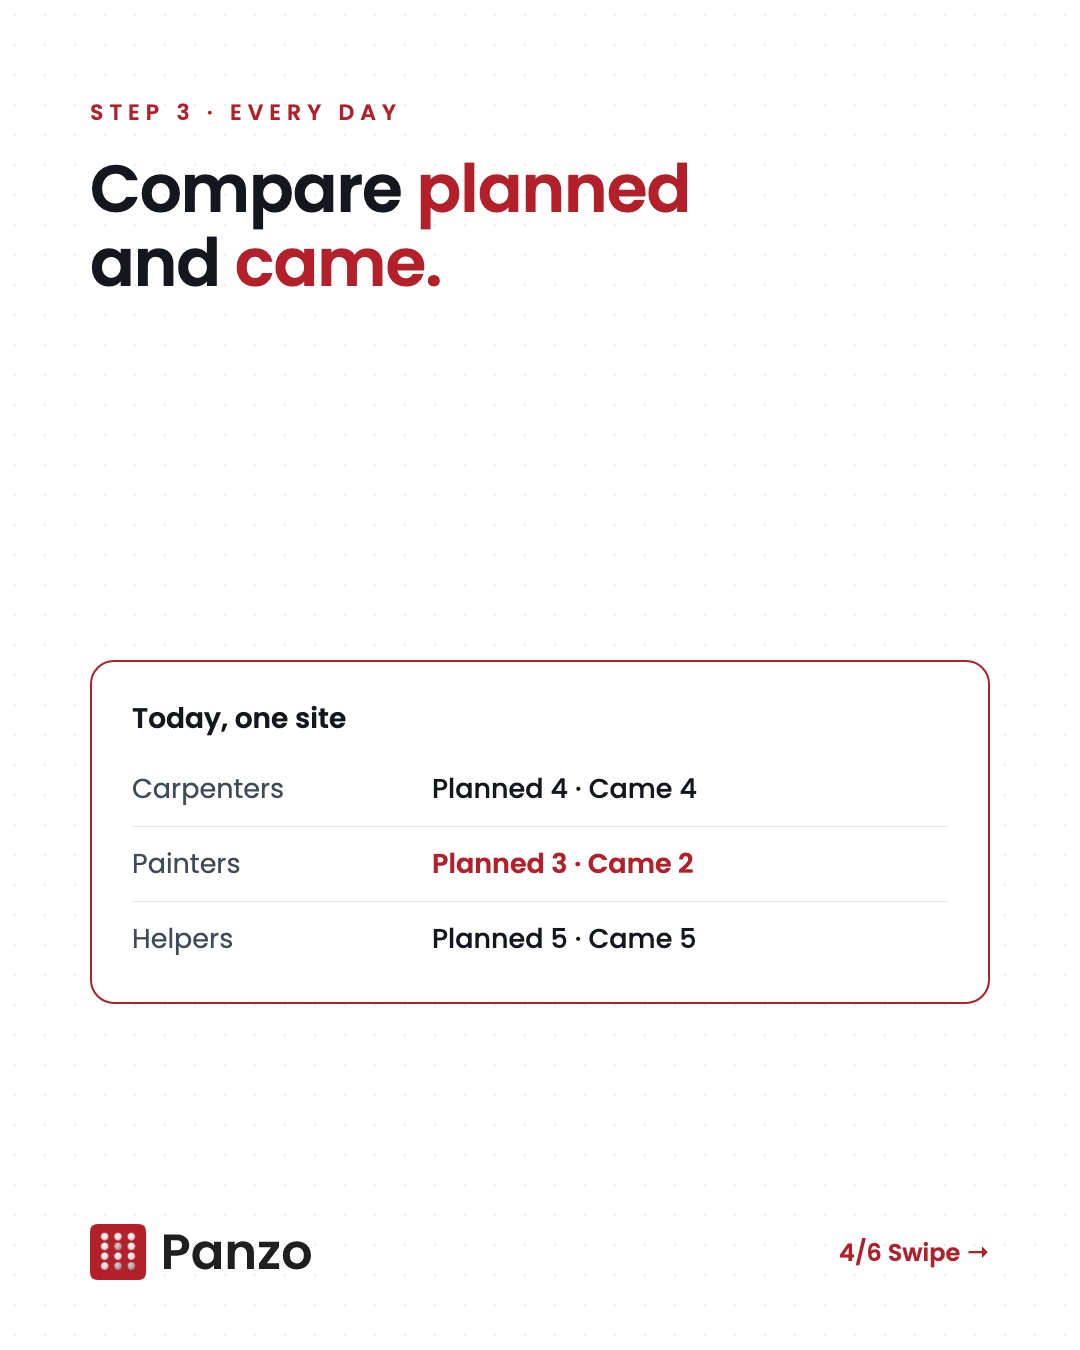 STEP 3 · EVERY DAY
Compare planned
and came.
Today, one site
Carpenters Planned 4 · Came 4
Painters Planned 3 · Came 2
Helpers Planned 5 · Came 5
Panzo
4/6 Swipe →